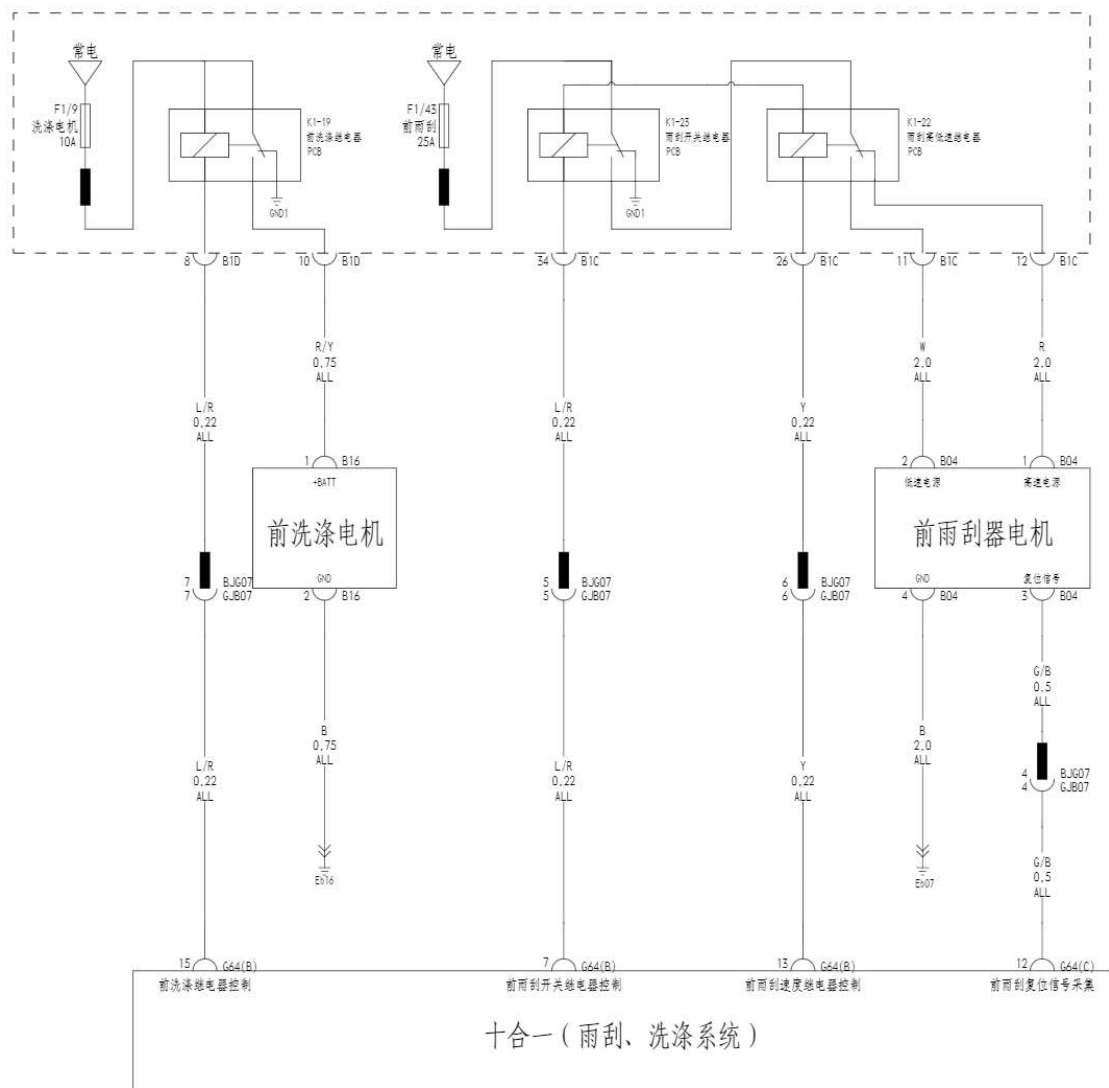 常电
常电
F1/9
洗涤电机
10A
K1-19
前洗涤继电器
PCB
GND1
F1/43
前雨刮
25A
K1-23
雨刮开关继电器
PCB
GND1
K1-22
雨刮高低速继电器
PCB
8 B1D
10 B1D
34 B1C
26 B1C
11 B1C
12 B1C
R/Y
0.75
ALL
W
2.0
ALL
R
2.0
ALL
L/R
0.22
ALL
L/R
0.22
ALL
Y
0.22
ALL
1 B16
+BATT
前洗涤电机
GND
2 B16
2 B04
低速电源
1 B04
高速电源
前雨刮器电机
GND
4 B04
复位信号
3 B04
7 BJG07
7 GJB07
5 BJG07
5 GJB07
6 BJG07
6 GJB07
G/B
0.5
ALL
B
0.75
ALL
B
2.0
ALL
L/R
0.22
ALL
L/R
0.22
ALL
Y
0.22
ALL
4 BJG07
4 GJB07
G/B
0.5
ALL
Eb16
Eb07
15 G64(B)
前洗涤继电器控制
7 G64(B)
前雨刮开关继电器控制
13 G64(B)
前雨刮速度继电器控制
12 G64(C)
前雨刮复位信号采集
十合一（雨刮、洗涤系统）